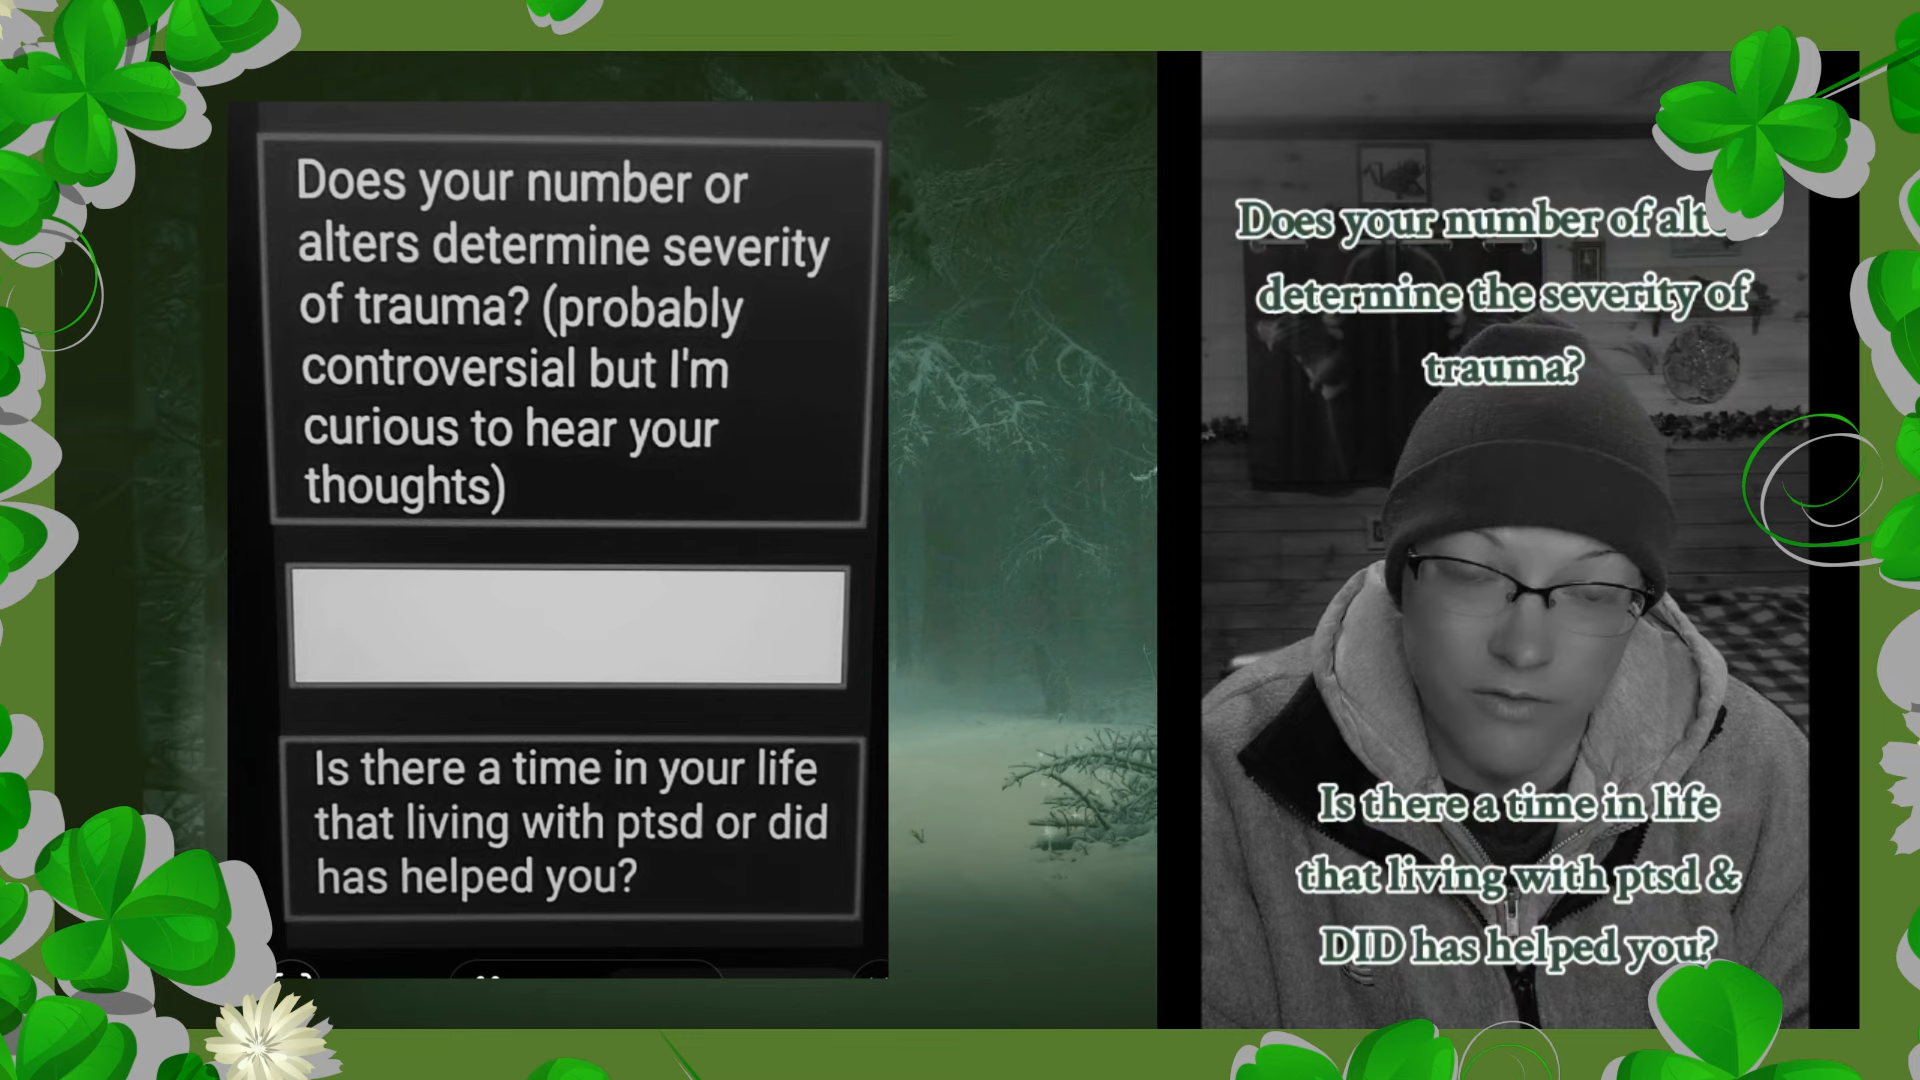 Does your number or
alters determine severity
of trauma? (probably
controversial but I'm
curious to hear your
thoughts)
Is there a time in your life
that living with ptsd or did
has helped you?
Does your number of
determine the severity of
trauma?
Is there a time in life
that living with ptsd &
DID has helped you?